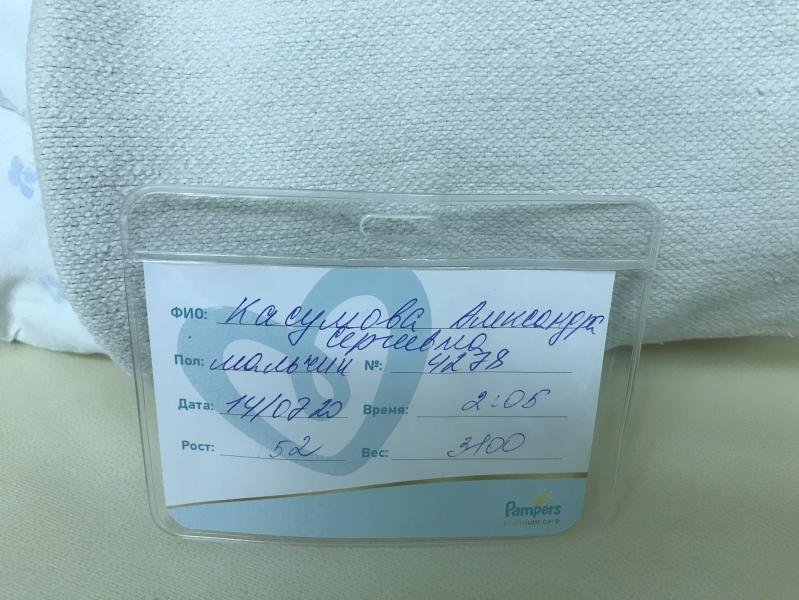 ФИО: Касумова Александра
Сергеевна
Пол: мальчик №: 4278
Дата: 14/07 20 Время: 2:05
Рост: 52 Вес: 3100
Pampers
premium care